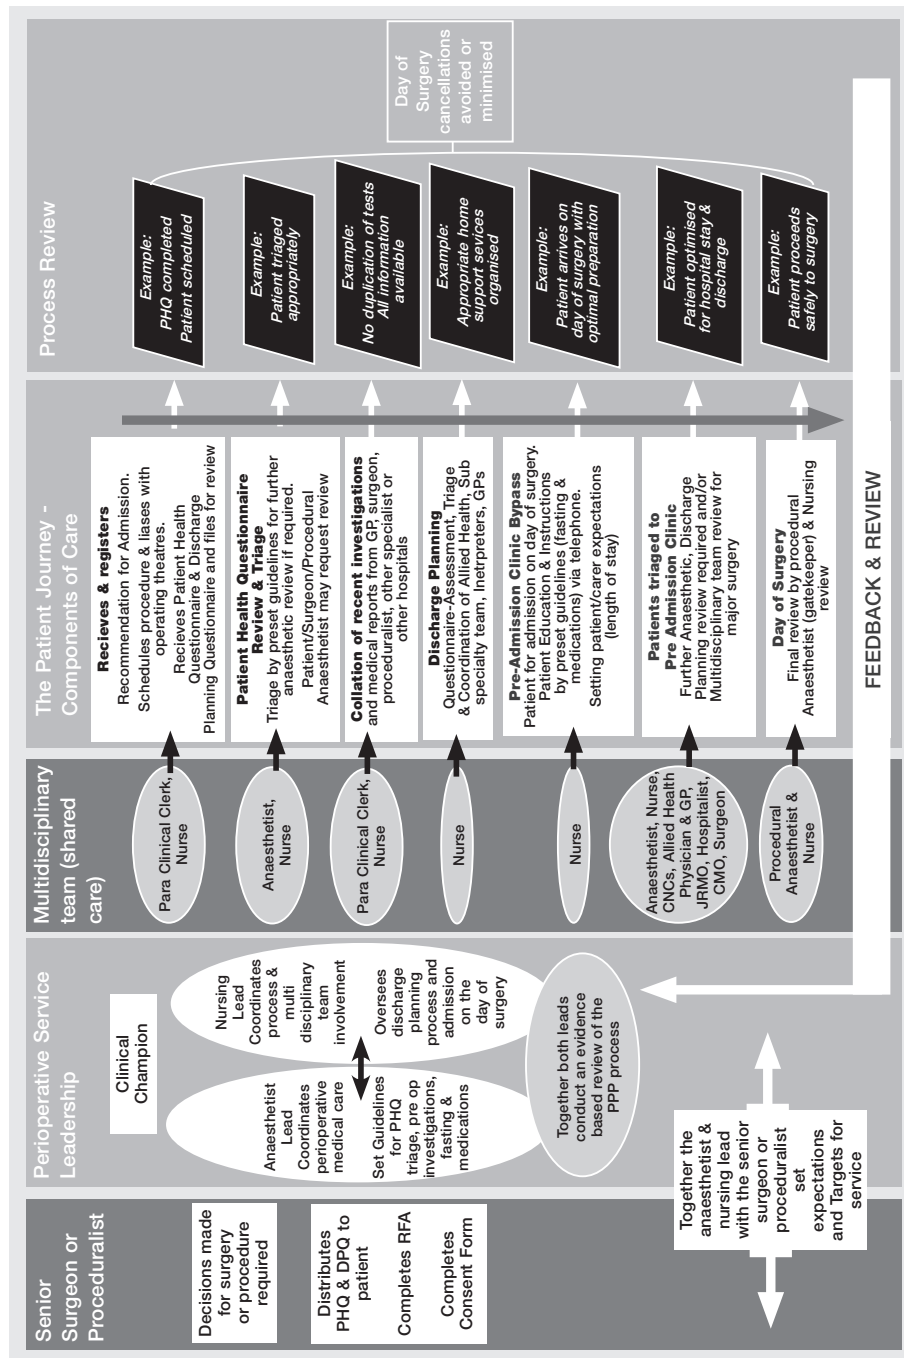 Senior
Surgeon or
Proceduralist
Decisions made
for surgery
or procedure
required
Distributes
PHQ & DPQ to
patient
Completes RFA
Completes
Consent Form
Perioperative Service
Leadership
Clinical
Champion
Anaesthetist
Lead
Coordinates
perioperative
medical care
Set Guidelines
for PHQ
triage, pre op
investigations,
fasting &
medications
Nursing
Lead
Coordinates
process &
multi
disciplinary
team
involvement
Oversees
discharge
planning
process and
admission
on the
day of
surgery
Together both leads
conduct an evidence
based review of the
PPP process
Together the
anaesthetist &
nursing lead
with the senior
surgeon or
proceduralist
set
expectations
and Targets for
service
Multidisciplinary
team (shared
care)
Para Clinical Clerk,
Nurse
Anaesthetist,
Nurse
Para Clinical Clerk,
Nurse
Nurse
Nurse
Anaesthetist, Nurse,
CNCs, Allied Health
Physician & GP,
JRMO, Hospitalist,
CMO, Surgeon
Procedural
Anaesthetist &
Nurse
The Patient Journey -
Components of Care
Recieves & registers
Recommendation for Admission.
Schedules procedure & liases with
operating theatres.
Recieves Patient Health
Questionnaire & Discharge
Planning Questionnaire and files for review
Patient Health Questionnaire
Review & Triage
Triage by preset guidelines for further
anaesthetic review if required.
Patient/Surgeon/Procedural
Anaesthetist may request review
Collation of recent investigations
and medical reports from GP, surgeon,
proceduralist, other specialist or
other hospitals
Discharge Planning
Questionnaire-Assessment, Triage
& Coordination of Allied Health, Sub
specialty team, Inetrpreters, GPs
Pre-Admission Clinic Bypass
Patient for admission on day of surgery.
Patient Education & Instructions
by preset guidelines (fasting &
medications) via telephone.
Setting patient/carer expectations
(length of stay)
Patients triaged to
Pre Admission Clinic
Further Anaesthetic, Discharge
Planning review required and/or
Multidisciplinary team review for
major surgery
Day of Surgery
Final review by procedural
Anaesthetist (gatekeeper) & Nursing
review
Process Review
Example:
PHQ completed
Patient scheduled
Example:
Patient triaged
appropriately
Example:
No duplication of tests
All information
available
Example:
Appropriate home
support sevices
organised
Example:
Patient arrives on
day of surgery with
optimal preparation
Example:
Patient optimised
for hospital stay &
discharge
Example:
Patient proceeds
safely to surgery
Day of
Surgery
cancellations
avoided or
minimised
FEEDBACK & REVIEW